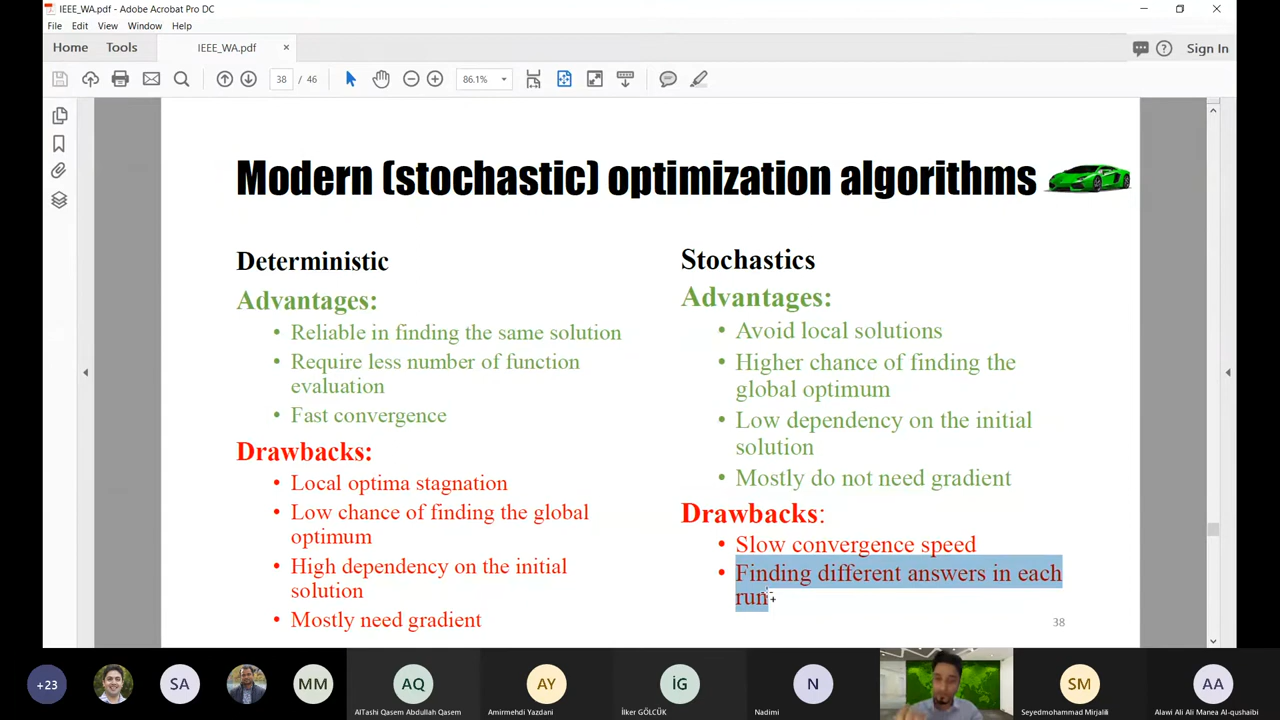 IEEE_WA.pdf - Adobe Acrobat Pro DC
File Edit View Window Help
Home Tools IEEE_WA.pdf × Sign In
38 / 46 86.1%
Modern (stochastic) optimization algorithms
Deterministic
Advantages:
• Reliable in finding the same solution
• Require less number of function
evaluation
• Fast convergence
Drawbacks:
• Local optima stagnation
• Low chance of finding the global
optimum
• High dependency on the initial
solution
• Mostly need gradient
Stochastics
Advantages:
• Avoid local solutions
• Higher chance of finding the
global optimum
• Low dependency on the initial
solution
• Mostly do not need gradient
Drawbacks:
• Slow convergence speed
• Finding different answers in each
run
38
+23 SA MM AQ AY İG N SM AA
AlTashi Qasem Abdullah Qasem Amirmehdi Yazdani İlker GÖLCÜK Nadimi Seyedmohammad Mirjalili Alawi Ali Ali Manea Al-qushaibi